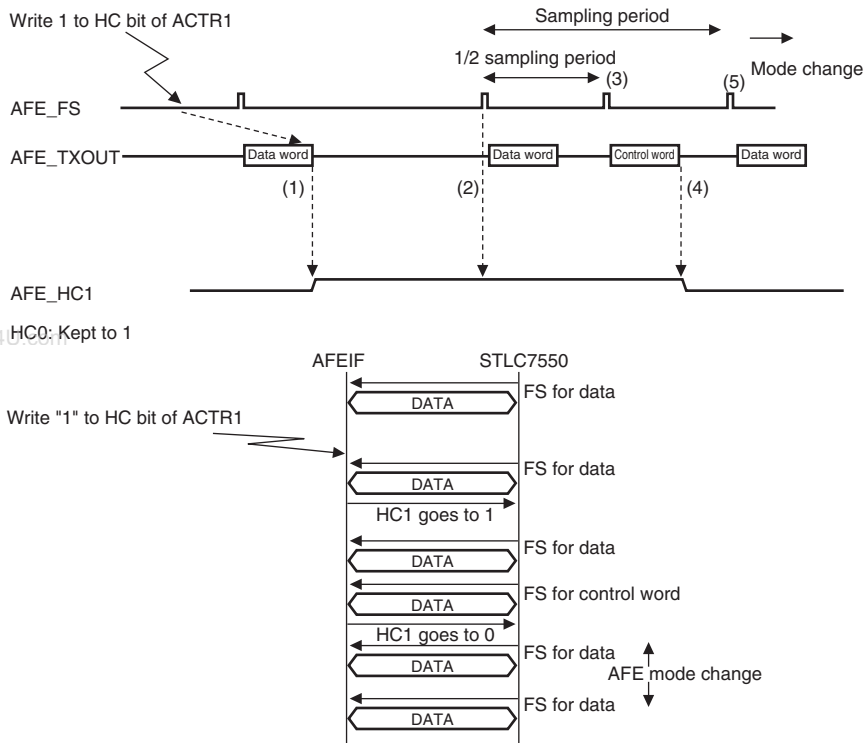 Write 1 to HC bit of ACTR1
Sampling period
1/2 sampling period
(3)
(5)
Mode change
AFE_FS
AFE_TXOUT
Data word
Data word
Control word
Data word
(1)
(2)
(4)
AFE_HC1
HC0: Kept to 1
4U.com
AFEIF
STLC7550
FS for data
DATA
Write "1" to HC bit of ACTR1
FS for data
DATA
HC1 goes to 1
FS for data
DATA
FS for control word
DATA
HC1 goes to 0
FS for data
DATA
AFE mode change
FS for data
DATA